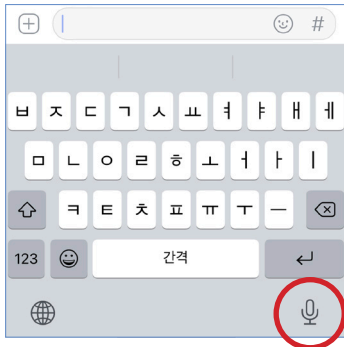 #
ㅂ ㅈ ㄷ ㄱ ㅅ ㅛ ㅕ ㅑ ㅐ ㅔ
ㅁ ㄴ ㅇ ㄹ ㅎ ㅗ ㅓ ㅏ ㅣ
ㅋ ㅌ ㅊ ㅍ ㅠ ㅜ ㅡ
123 간격